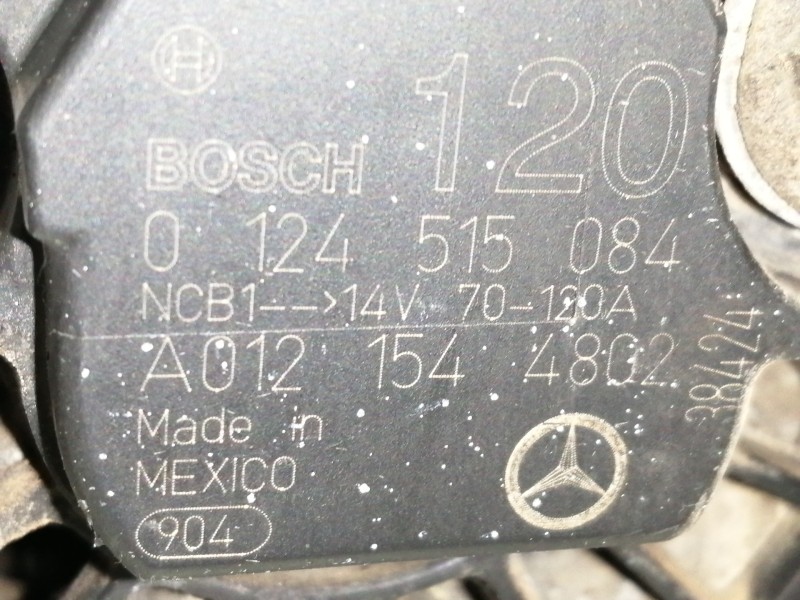 120
BOSCH
0 124 515 084
NCB1-->14V 70-120A
A012 154 4802
38424
Made in
MEXICO
904